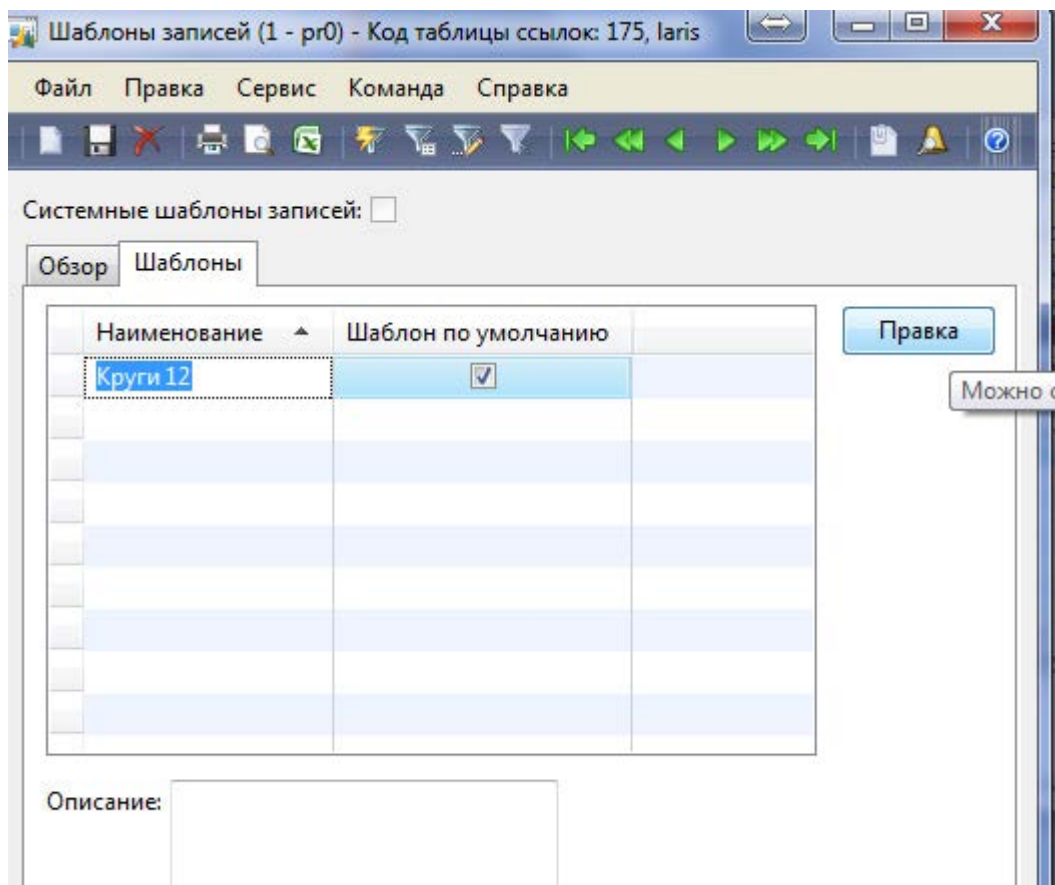 Шаблоны записей (1 - pr0) - Код таблицы ссылок: 175, laris
Файл Правка Сервис Команда Справка
Системные шаблоны записей:
Обзор Шаблоны
Наименование Шаблон по умолчанию Правка
Круги 12
Можно
Описание: